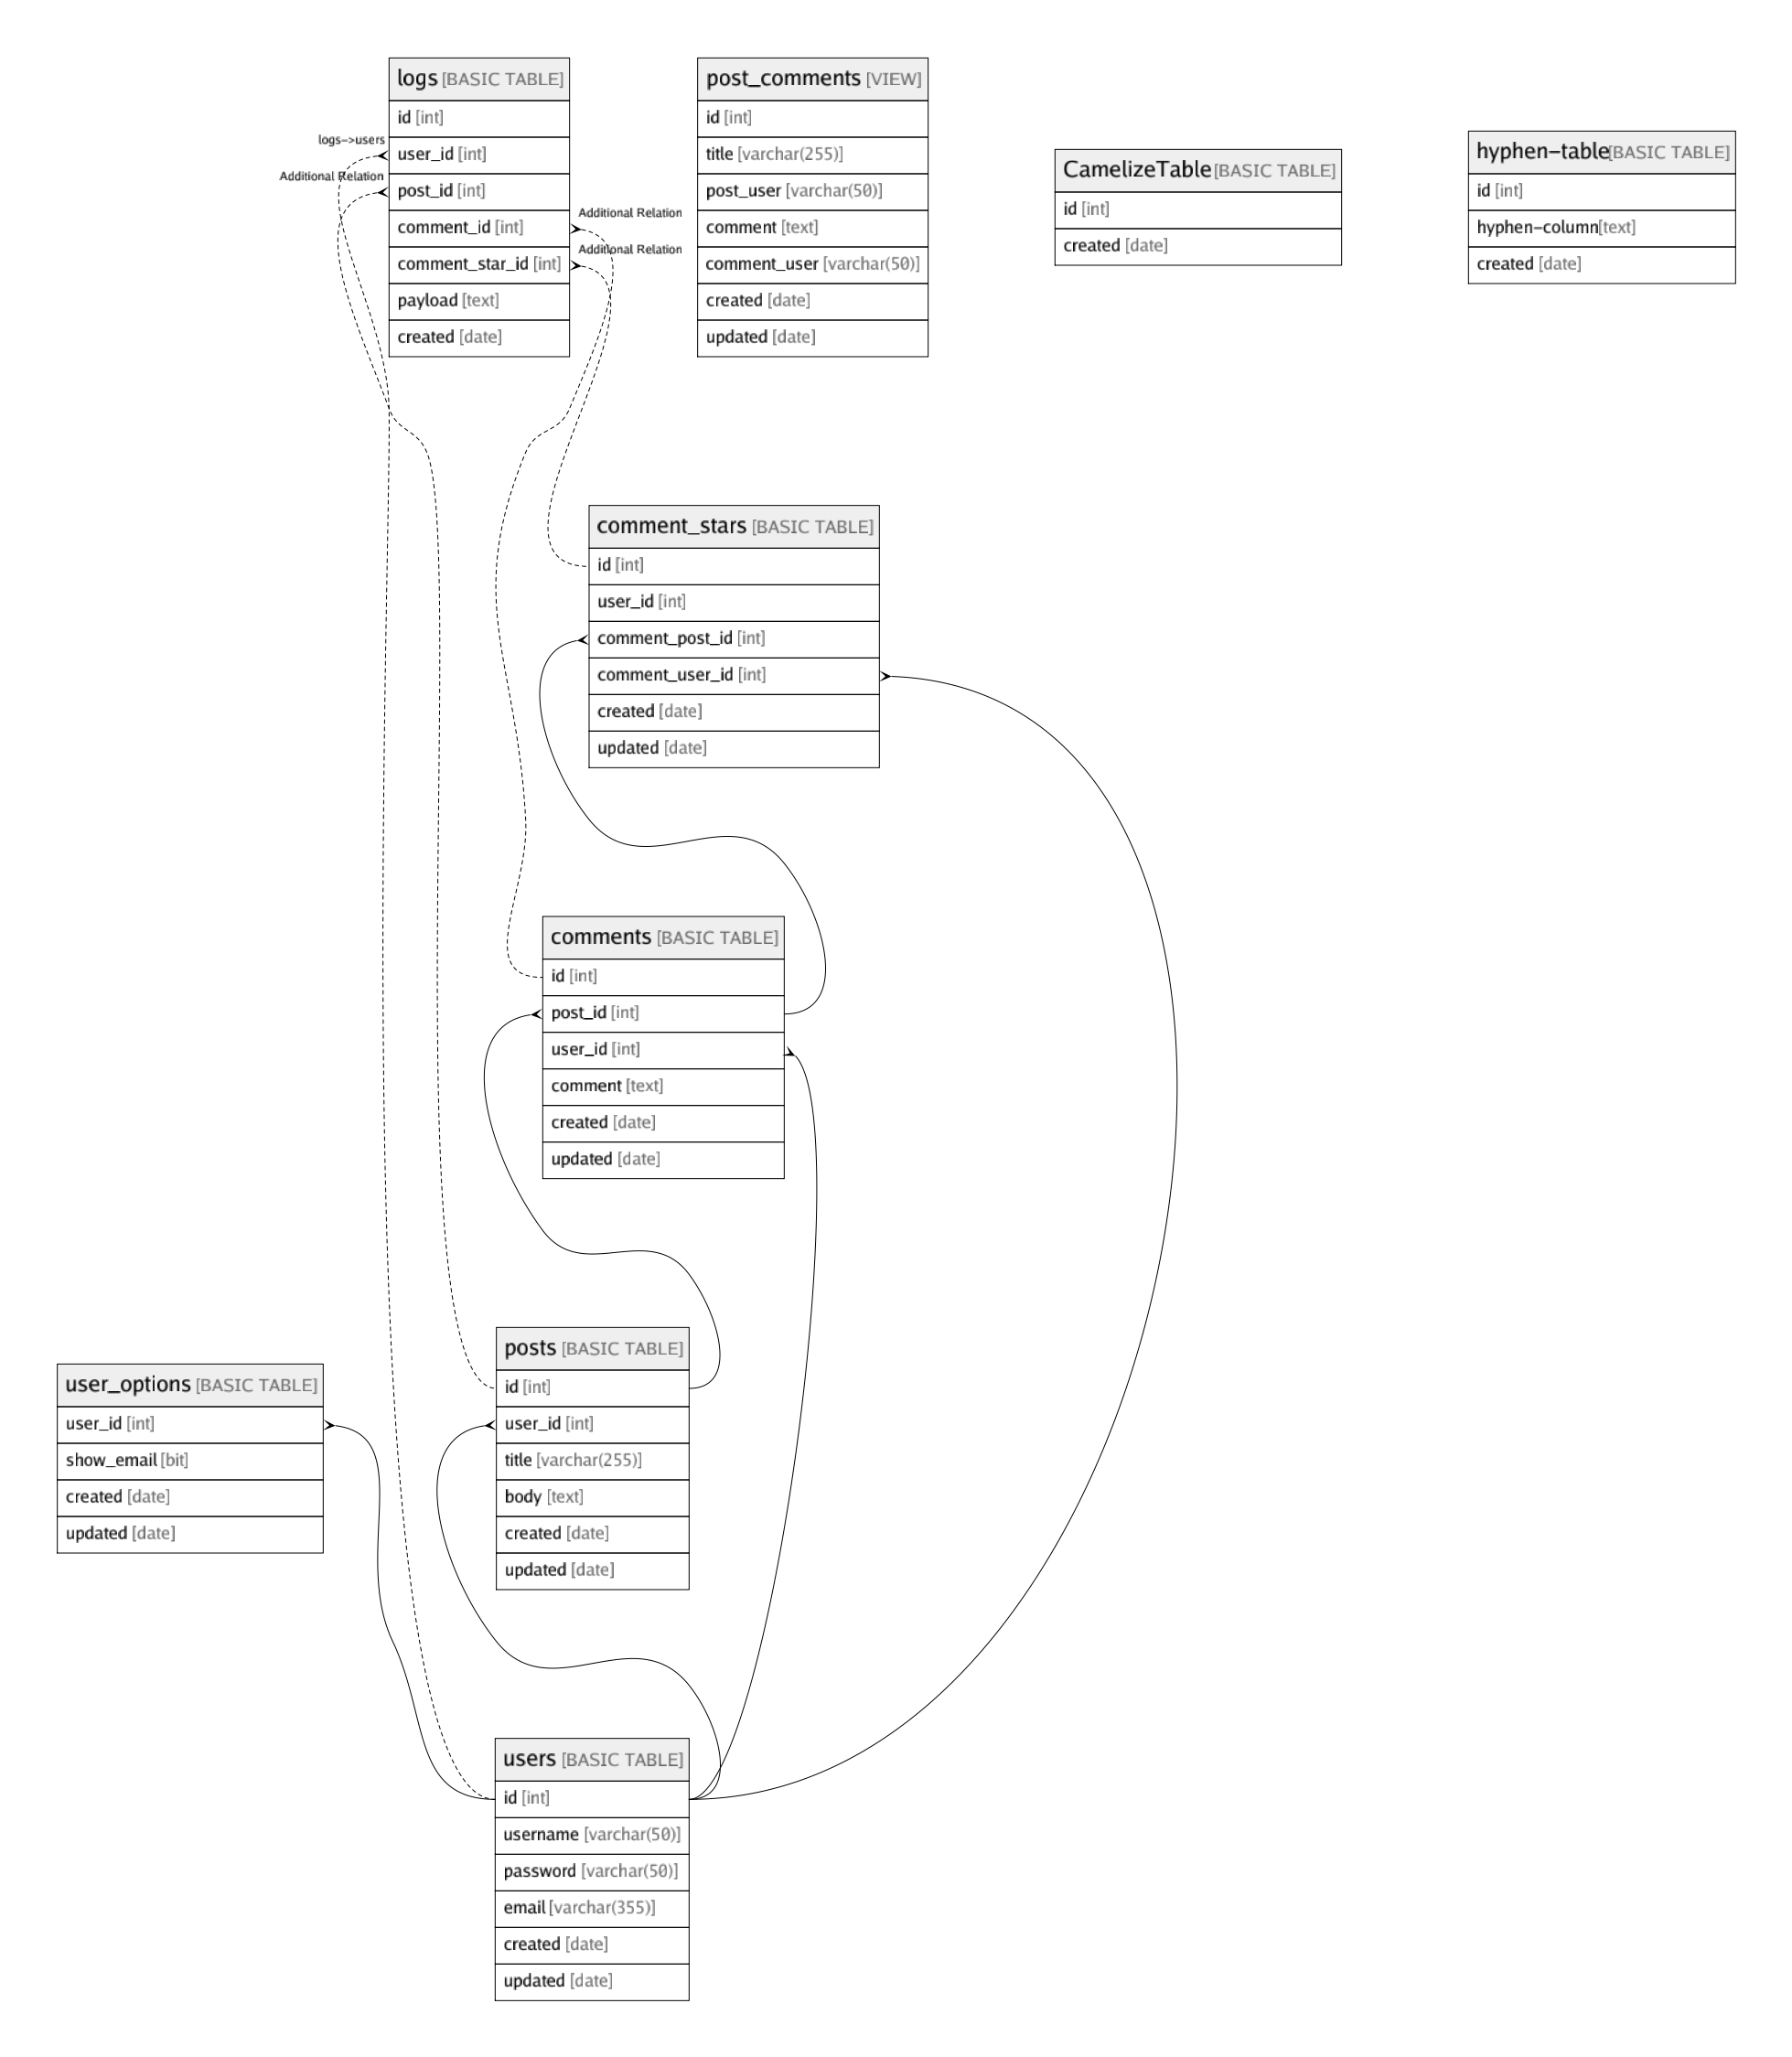 logs [BASIC TABLE]
id [int]
user_id [int]
post_id [int]
comment_id [int]
comment_star_id [int]
payload [text]
created [date]
logs->users
Additional Relation
Additional Relation
Additional Relation
post_comments [VIEW]
id [int]
title [varchar(255)]
post_user [varchar(50)]
comment [text]
comment_user [varchar(50)]
created [date]
updated [date]
CamelizeTable [BASIC TABLE]
id [int]
created [date]
hyphen-table [BASIC TABLE]
id [int]
hyphen-column [text]
created [date]
comment_stars [BASIC TABLE]
id [int]
user_id [int]
comment_post_id [int]
comment_user_id [int]
created [date]
updated [date]
comments [BASIC TABLE]
id [int]
post_id [int]
user_id [int]
comment [text]
created [date]
updated [date]
user_options [BASIC TABLE]
user_id [int]
show_email [bit]
created [date]
updated [date]
posts [BASIC TABLE]
id [int]
user_id [int]
title [varchar(255)]
body [text]
created [date]
updated [date]
users [BASIC TABLE]
id [int]
username [varchar(50)]
password [varchar(50)]
email [varchar(355)]
created [date]
updated [date]